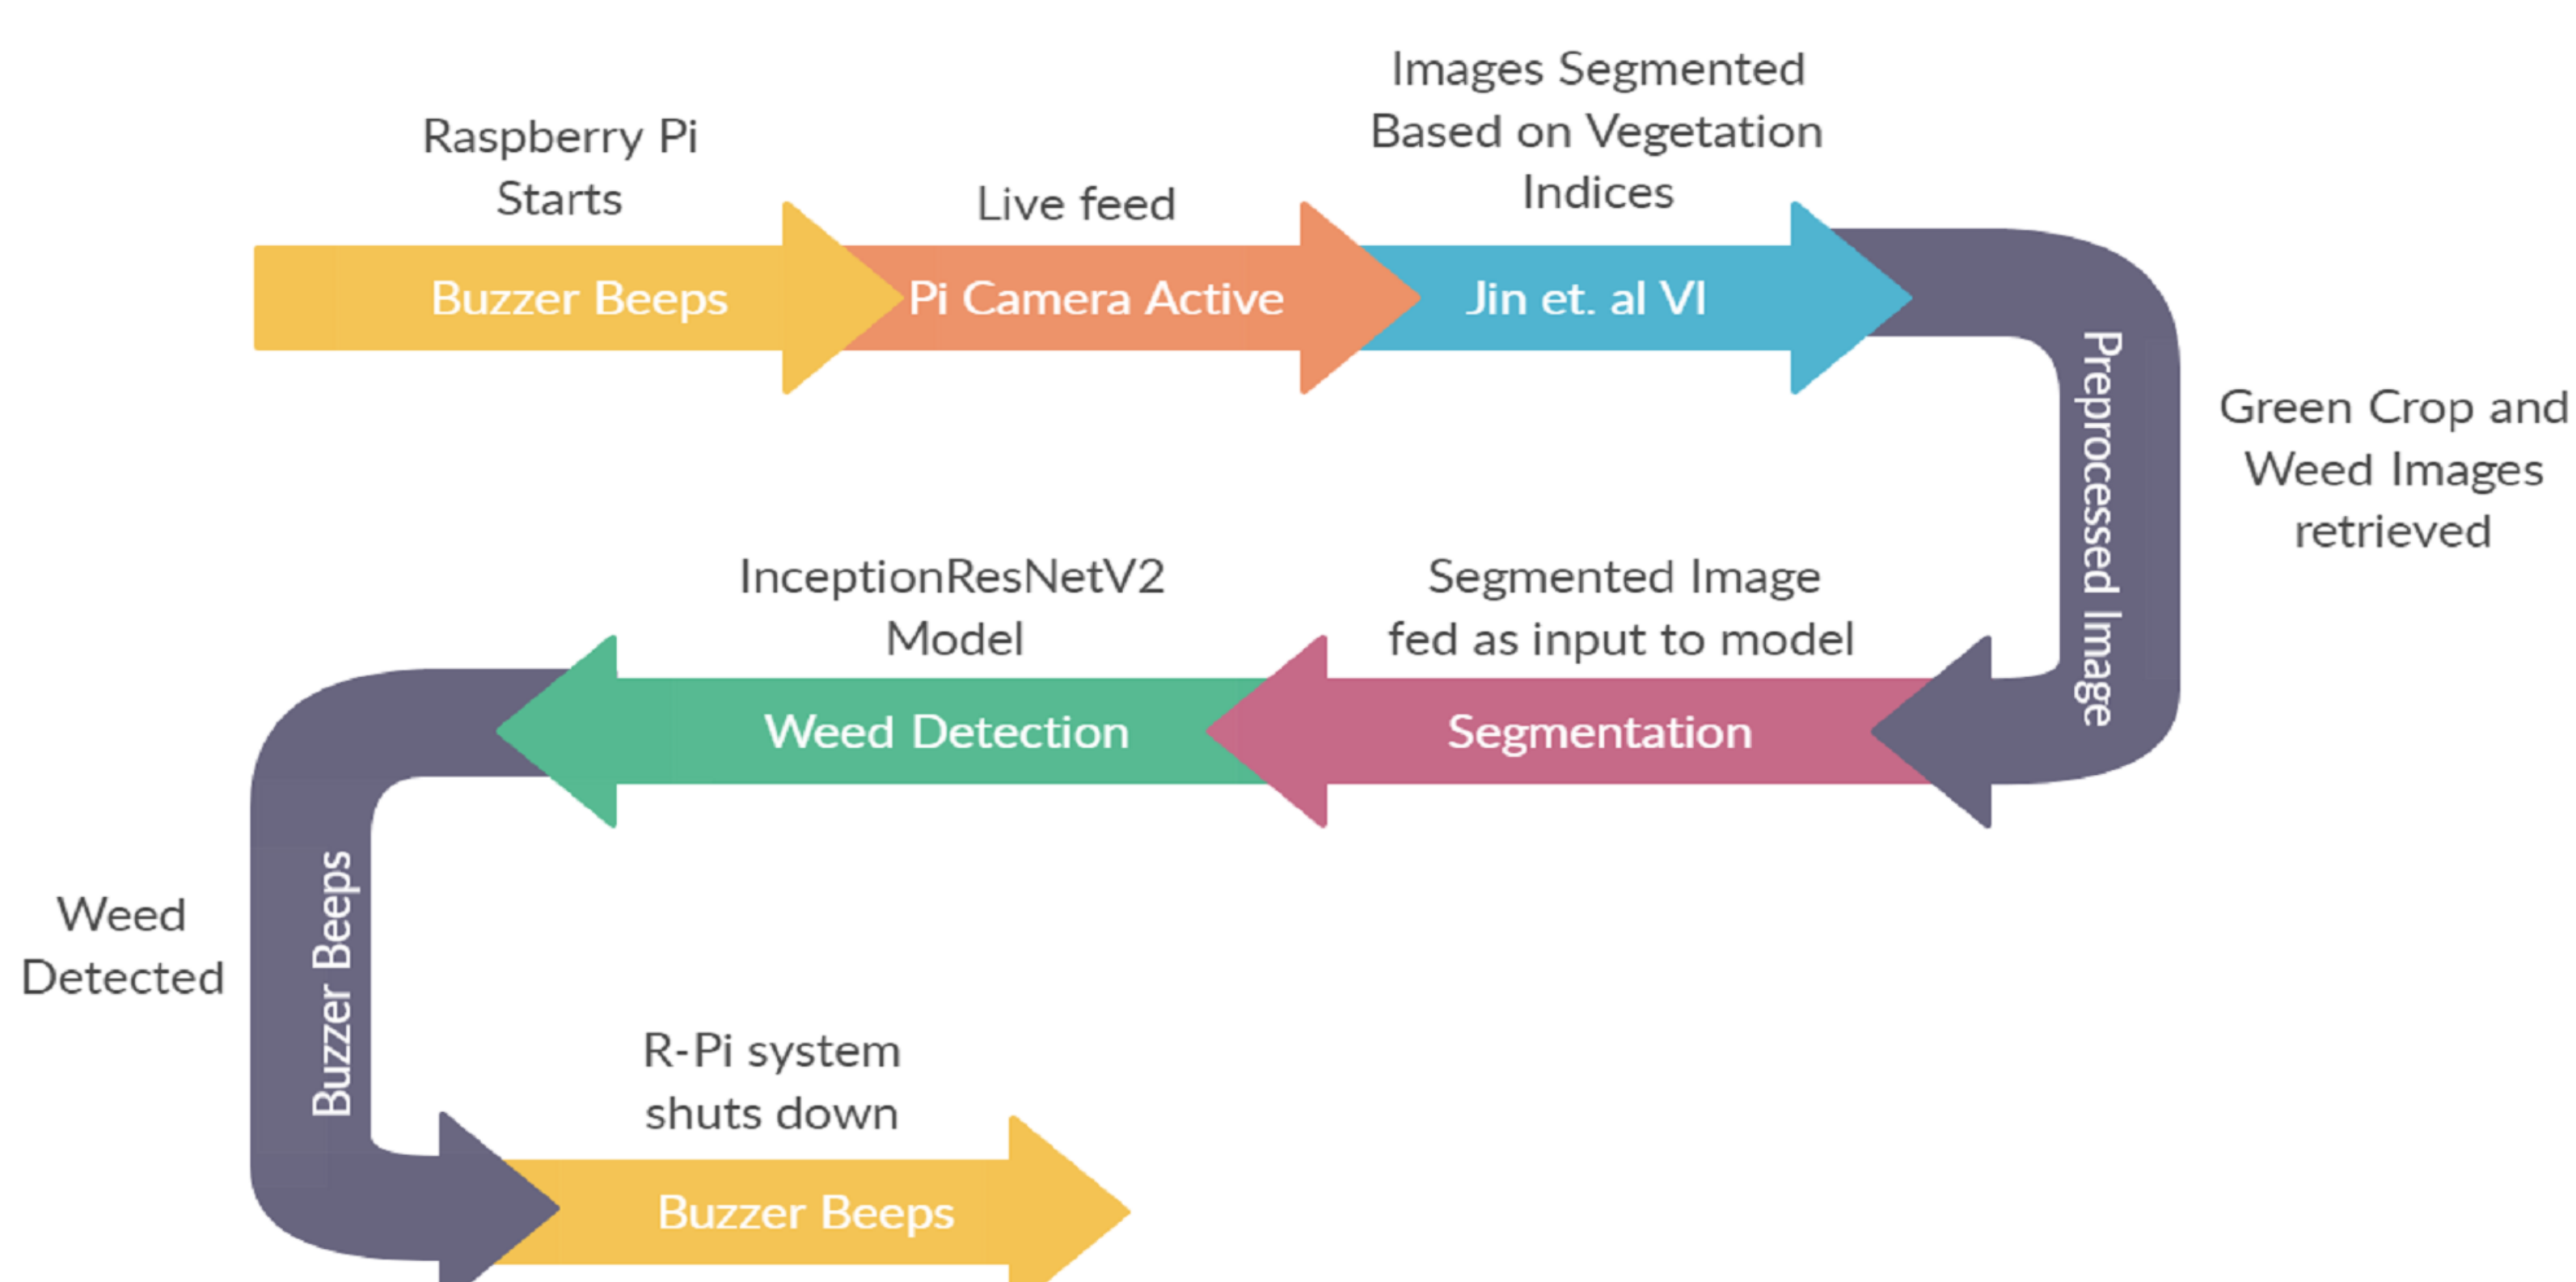 Raspberry Pi
Starts
Buzzer Beeps
Live feed
Pi Camera Active
Images Segmented
Based on Vegetation
Indices
Jin et. al VI
Preprocessed Image
Green Crop and
Weed Images
retrieved
Segmented Image
fed as input to model
Segmentation
InceptionResNetV2
Model
Weed Detection
Weed
Detected
Buzzer Beeps
R-Pi system
shuts down
Buzzer Beeps